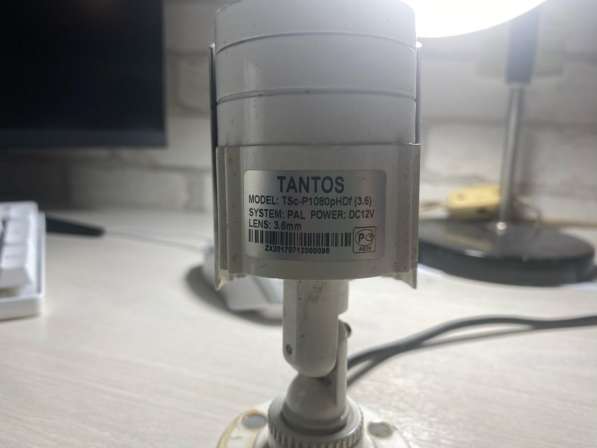 TANTOS
MODEL: TSc-P1080pHDf (3.6)
SYSTEM: PAL POWER: DC12V
LENS: 3.6mm